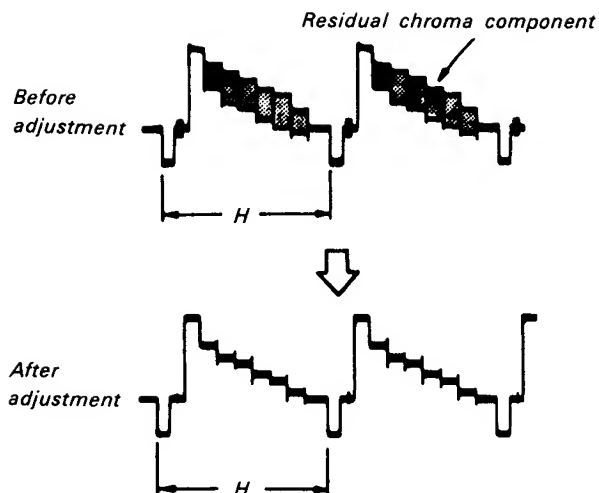 Residual chroma component
Before
adjustment
H
After
adjustment
H